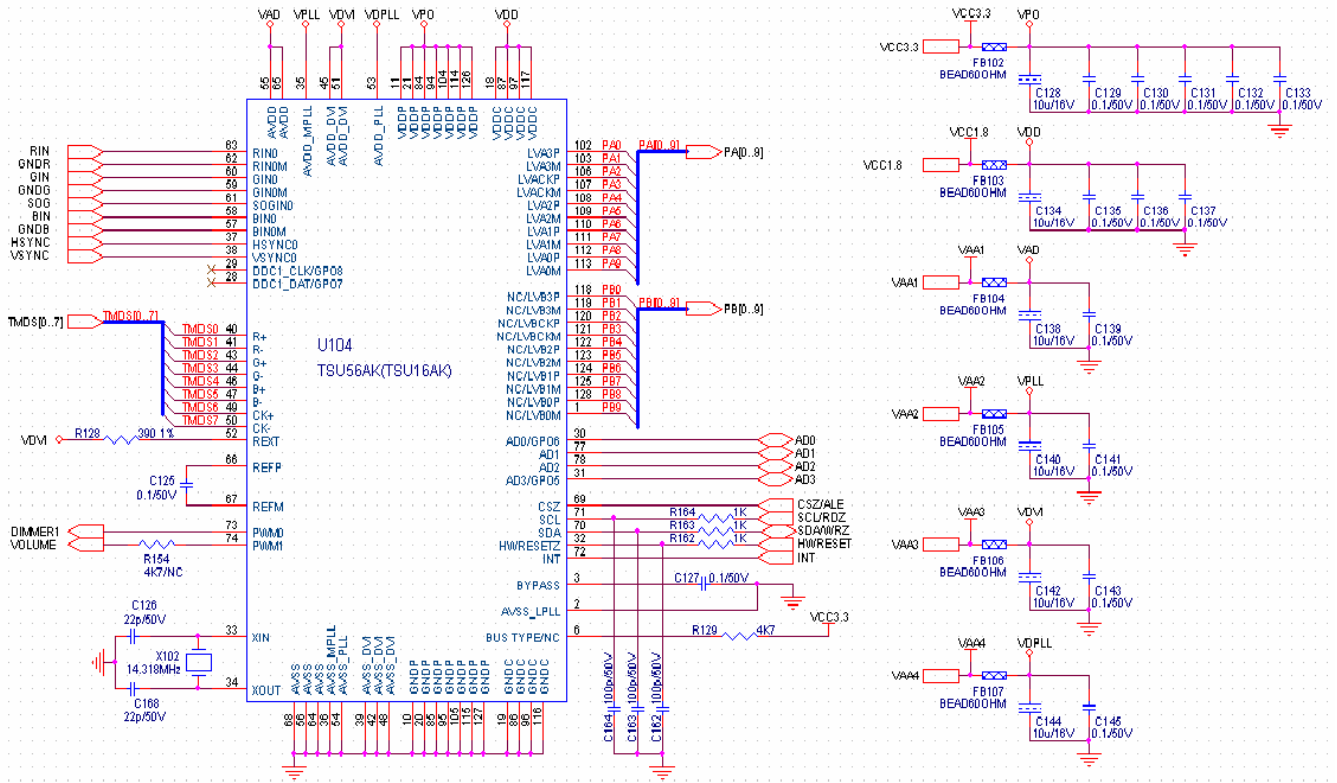 VAD VPLL VDVI VDPLL VPO VDD
55 65 35 45 51 53 11 21 84 94 104 114 126 18 87 97 117
AVDD AVDD AVDD_MPLL AVDD_DVI AVDD_DVI AVDD_PLL VDDP VDDP VDDP VDDP VDDP VDDP VDDP VDDC VDDC VDDC VDDC
RIN 63 RIN0
GNDR 62 RIN0M
GIN 60 GIN0
GNDG 59 GIN0M
SOG 61 SOGIN0
BIN 58 BIN0
GNDB 57 BIN0M
HSYNC 37 HSYNC0
VSYNC 38 VSYNC0
29 DDC1_CLK/GPO8
28 DDC1_DAT/GPO7
TMDS[0..7] TMDS[0..7]
TMDS0 40 R+
TMDS1 41 R-
TMDS2 43 G+
TMDS3 44 G-
TMDS4 46 B+
TMDS5 47 B-
TMDS6 49 CK+
TMDS7 50 CK-
VDVI R128 390 1% 52 REXT
66 REFP
C125
0.1/50V
67 REFM
DIMMER1 73 PWM0
VOLUME 74 PWM1
R154
4K7/NC
C126
22p/50V
33 XIN
X102
14.318MHz
34 XOUT
C168
22p/50V
U104
TSU56AK(TSU16AK)
LVA3P 102 PA0 PA[0..9] PA[0..9]
LVA3M 103 PA1
LVACKP 106 PA2
LVACKM 107 PA3
LVA2P 108 PA4
LVA2M 109 PA5
LVA1P 110 PA6
LVA1M 111 PA7
LVA0P 112 PA8
LVA0M 113 PA9
NC/LVB3P 118 PB0 PB[0..9] PB[0..9]
NC/LVB3M 119 PB1
NC/LVBCKP 120 PB2
NC/LVBCKM 121 PB3
NC/LVB2P 122 PB4
NC/LVB2M 123 PB5
NC/LVB1P 124 PB6
NC/LVB1M 125 PB7
NC/LVB0P 128 PB8
NC/LVB0M 1 PB9
AD0/GPO6 30 AD0
AD1 77 AD1
AD2 78 AD2
AD3/GPO5 31 AD3
CSZ 69 CSZ/ALE
SCL 71 R164 1K SCL/RDZ
SDA 70 R163 1K SDA/WRZ
HWRESETZ 32 R162 1K HWRESET
INT 72 INT
BYPASS 3 C127 0.1/50V
AVSS_LPLL 2
BUS TYPE/NC 6 R129 4K7 VCC3.3
C164 100p/50V C163 100p/50V C162 100p/50V
AVSS AVSS AVSS AVSS_MPLL AVSS_PLL AVSS_DVI AVSS_DVI AVSS_DVI GNDP GNDP GNDP GNDP GNDP GNDP GNDP GNDC GNDC GNDC GNDC
68 56 64 36 54 39 42 48 10 20 85 95 105 115 127 19 86 96 116
VCC3.3 VPO
VCC3.3
FB102
BEAD60OHM
C128 C129 C130 C131 C132 C133
10u/16V 0.1/50V 0.1/50V 0.1/50V 0.1/50V 0.1/50V
VCC1.8 VDD
VCC1.8
FB103
BEAD60OHM
C134 C135 C136 C137
10u/16V 0.1/50V 0.1/50V 0.1/50V
VAA1 VAD
VAA1
FB104
BEAD60OHM
C138 C139
10u/16V 0.1/50V
VAA2 VPLL
VAA2
FB105
BEAD60OHM
C140 C141
10u/16V 0.1/50V
VAA3 VDVI
VAA3
FB106
BEAD60OHM
C142 C143
10u/16V 0.1/50V
VAA4 VDPLL
VAA4
FB107
BEAD60OHM
C144 C145
10u/16V 0.1/50V